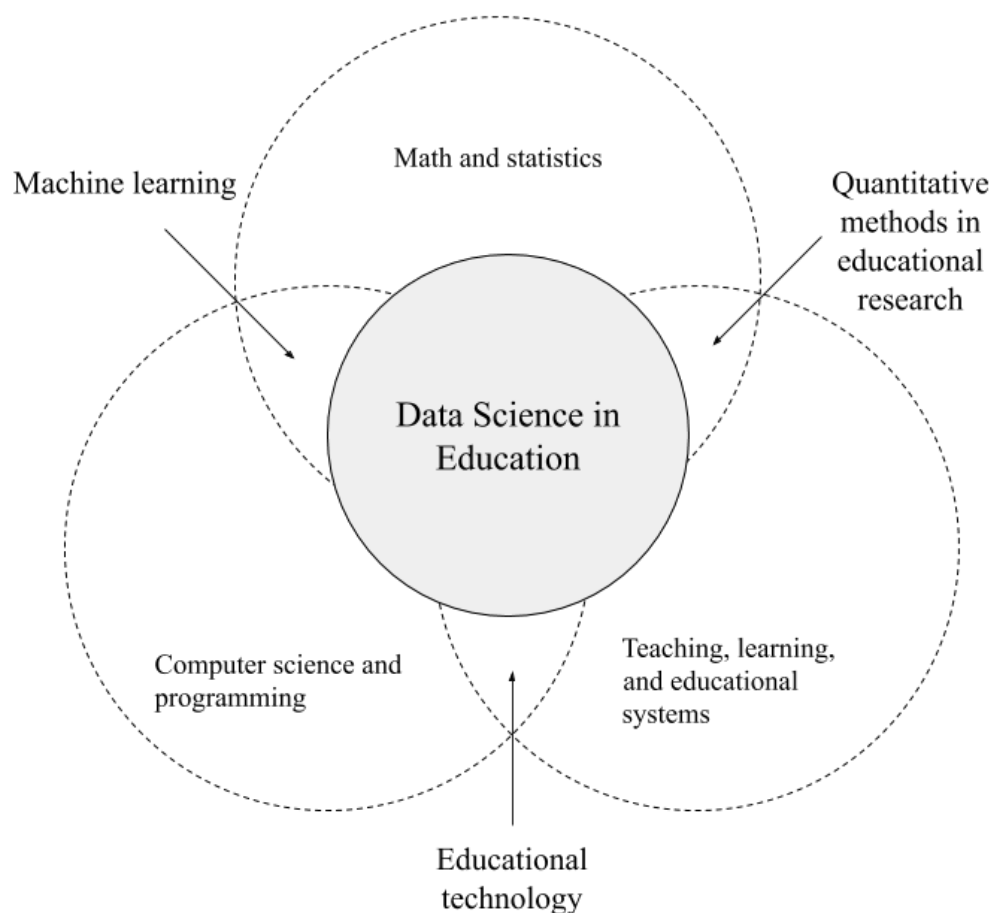 Math and statistics
Machine learning
Quantitative
methods in
educational
research
Data Science in
Education
Computer science and
programming
Teaching, learning,
and educational
systems
Educational
technology